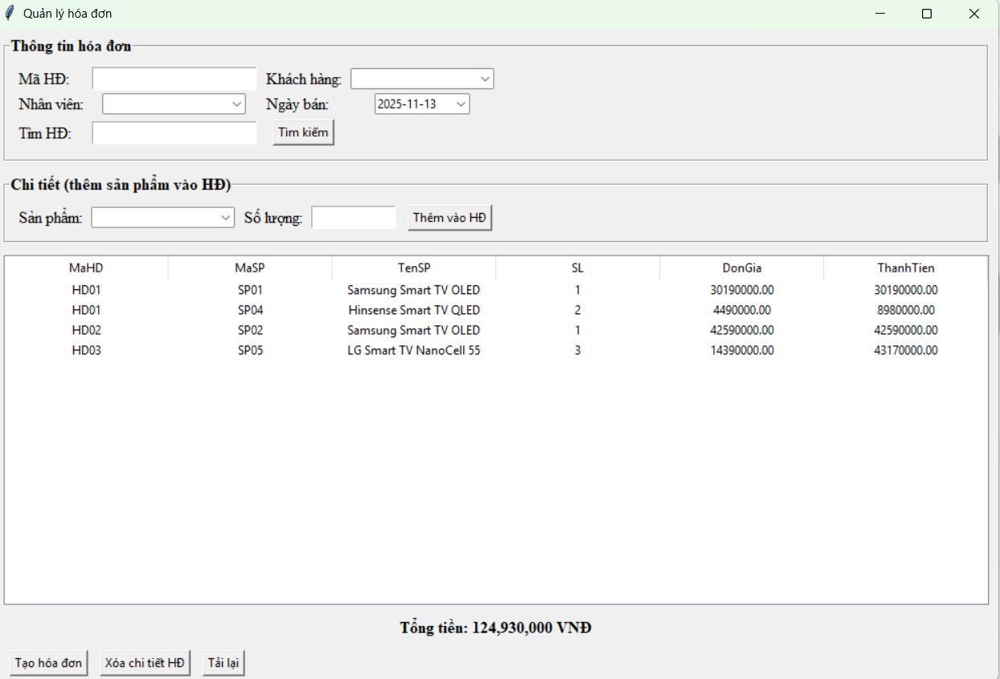 Quản lý hóa đơn
Thông tin hóa đơn
Mã HĐ: Khách hàng:
Nhân viên: Ngày bán: 2025-11-13
Tìm HĐ: Tìm kiếm
Chi tiết (thêm sản phẩm vào HĐ)
Sản phẩm: Số lượng: Thêm vào HĐ
MaHD MaSP TenSP SL DonGia ThanhTien
HD01 SP01 Samsung Smart TV OLED 1 30190000.00 30190000.00
HD01 SP04 Hinsense Smart TV QLED 2 4490000.00 8980000.00
HD02 SP02 Samsung Smart TV OLED 1 42590000.00 42590000.00
HD03 SP05 LG Smart TV NanoCell 55 3 14390000.00 43170000.00
Tổng tiền: 124,930,000 VNĐ
Tạo hóa đơn Xóa chi tiết HĐ Tải lại